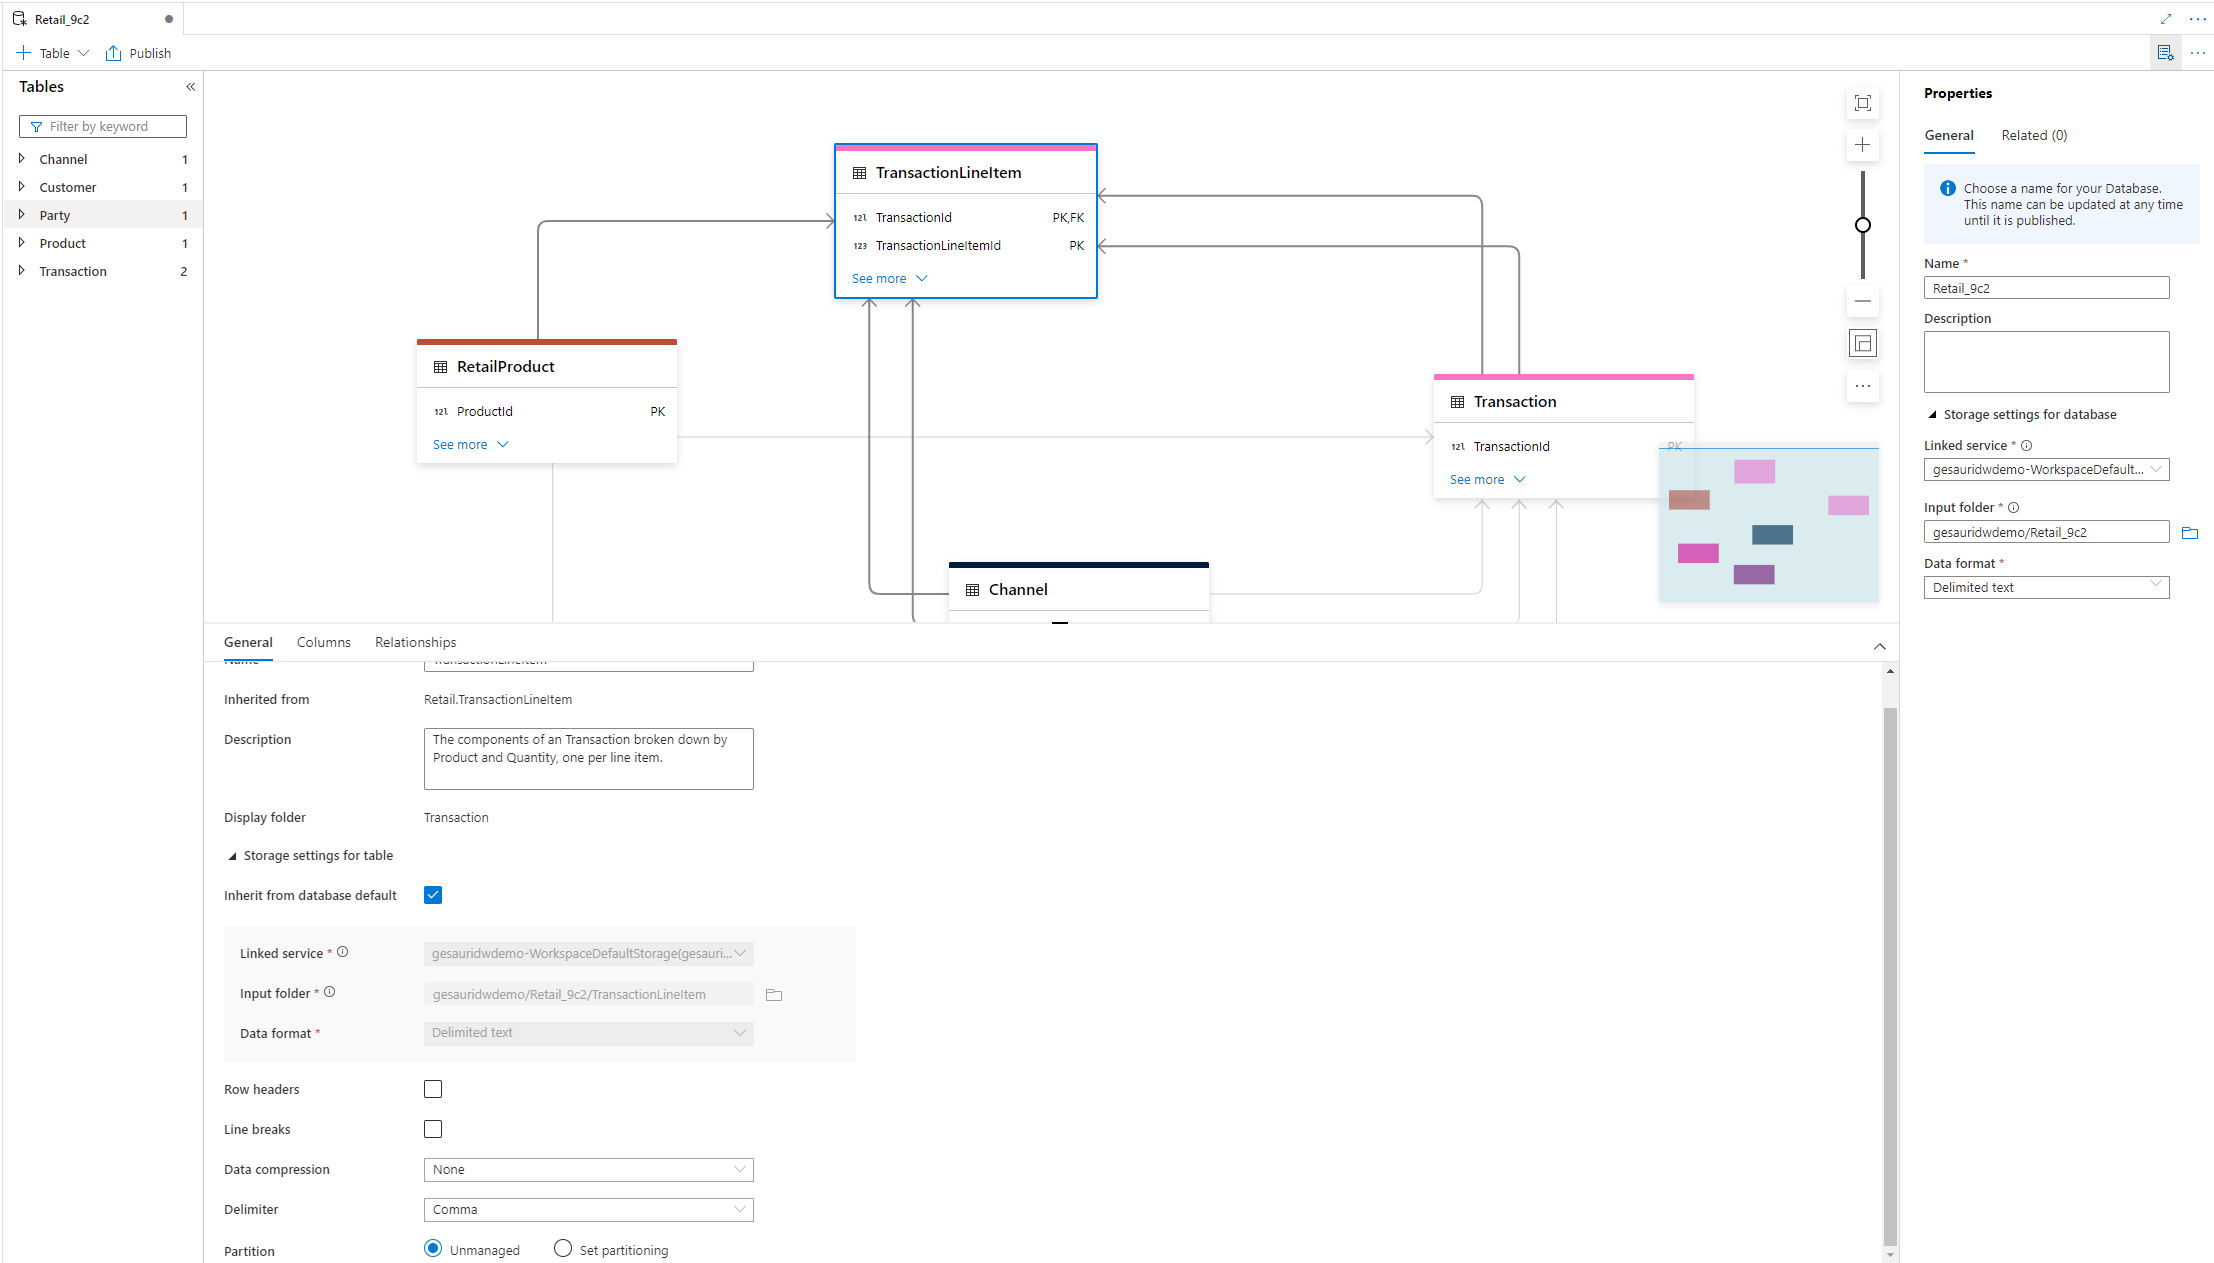 Retail_9c2
Table
Publish
Tables
Filter by keyword
Channel 1
Customer 1
Party 1
Product 1
Transaction 2
TransactionLineItem
12l TransactionId PK,FK
123 TransactionLineItemId PK
See more
RetailProduct
12l ProductId PK
See more
Transaction
12l TransactionId PK
See more
Channel
General Columns Relationships
Name TransactionLineItem
Inherited from Retail.TransactionLineItem
Description The components of an Transaction broken down by
Product and Quantity, one per line item.
Display folder Transaction
Storage settings for table
Inherit from database default
Linked service * gesauridwdemo-WorkspaceDefaultStorage(gesauri...
Input folder * gesauridwdemo/Retail_9c2/TransactionLineItem
Data format * Delimited text
Row headers
Line breaks
Data compression None
Delimiter Comma
Partition Unmanaged Set partitioning
Properties
General Related (0)
Choose a name for your Database.
This name can be updated at any time
until it is published.
Name *
Retail_9c2
Description
Storage settings for database
Linked service *
gesauridwdemo-WorkspaceDefault...
Input folder *
gesauridwdemo/Retail_9c2
Data format *
Delimited text